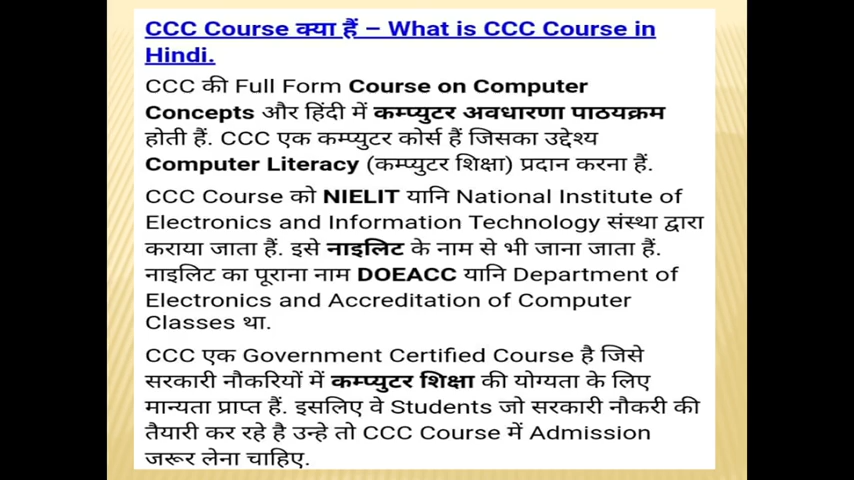 CCC Course क्या हैं – What is CCC Course in
Hindi.
CCC की Full Form Course on Computer
Concepts और हिंदी में कम्प्युटर अवधारणा पाठयक्रम
होती हैं. CCC एक कम्प्युटर कोर्स हैं जिसका उद्देश्य
Computer Literacy (कम्प्युटर शिक्षा) प्रदान करना हैं.
CCC Course को NIELIT यानि National Institute of
Electronics and Information Technology संस्था द्वारा
कराया जाता हैं. इसे नाइलिट के नाम से भी जाना जाता हैं.
नाइलिट का पूराना नाम DOEACC यानि Department of
Electronics and Accreditation of Computer
Classes था.
CCC एक Government Certified Course है जिसे
सरकारी नौकरियों में कम्प्युटर शिक्षा की योग्यता के लिए
मान्यता प्राप्त हैं. इसलिए वे Students जो सरकारी नौकरी की
तैयारी कर रहे है उन्हे तो CCC Course में Admission
जरूर लेना चाहिए.